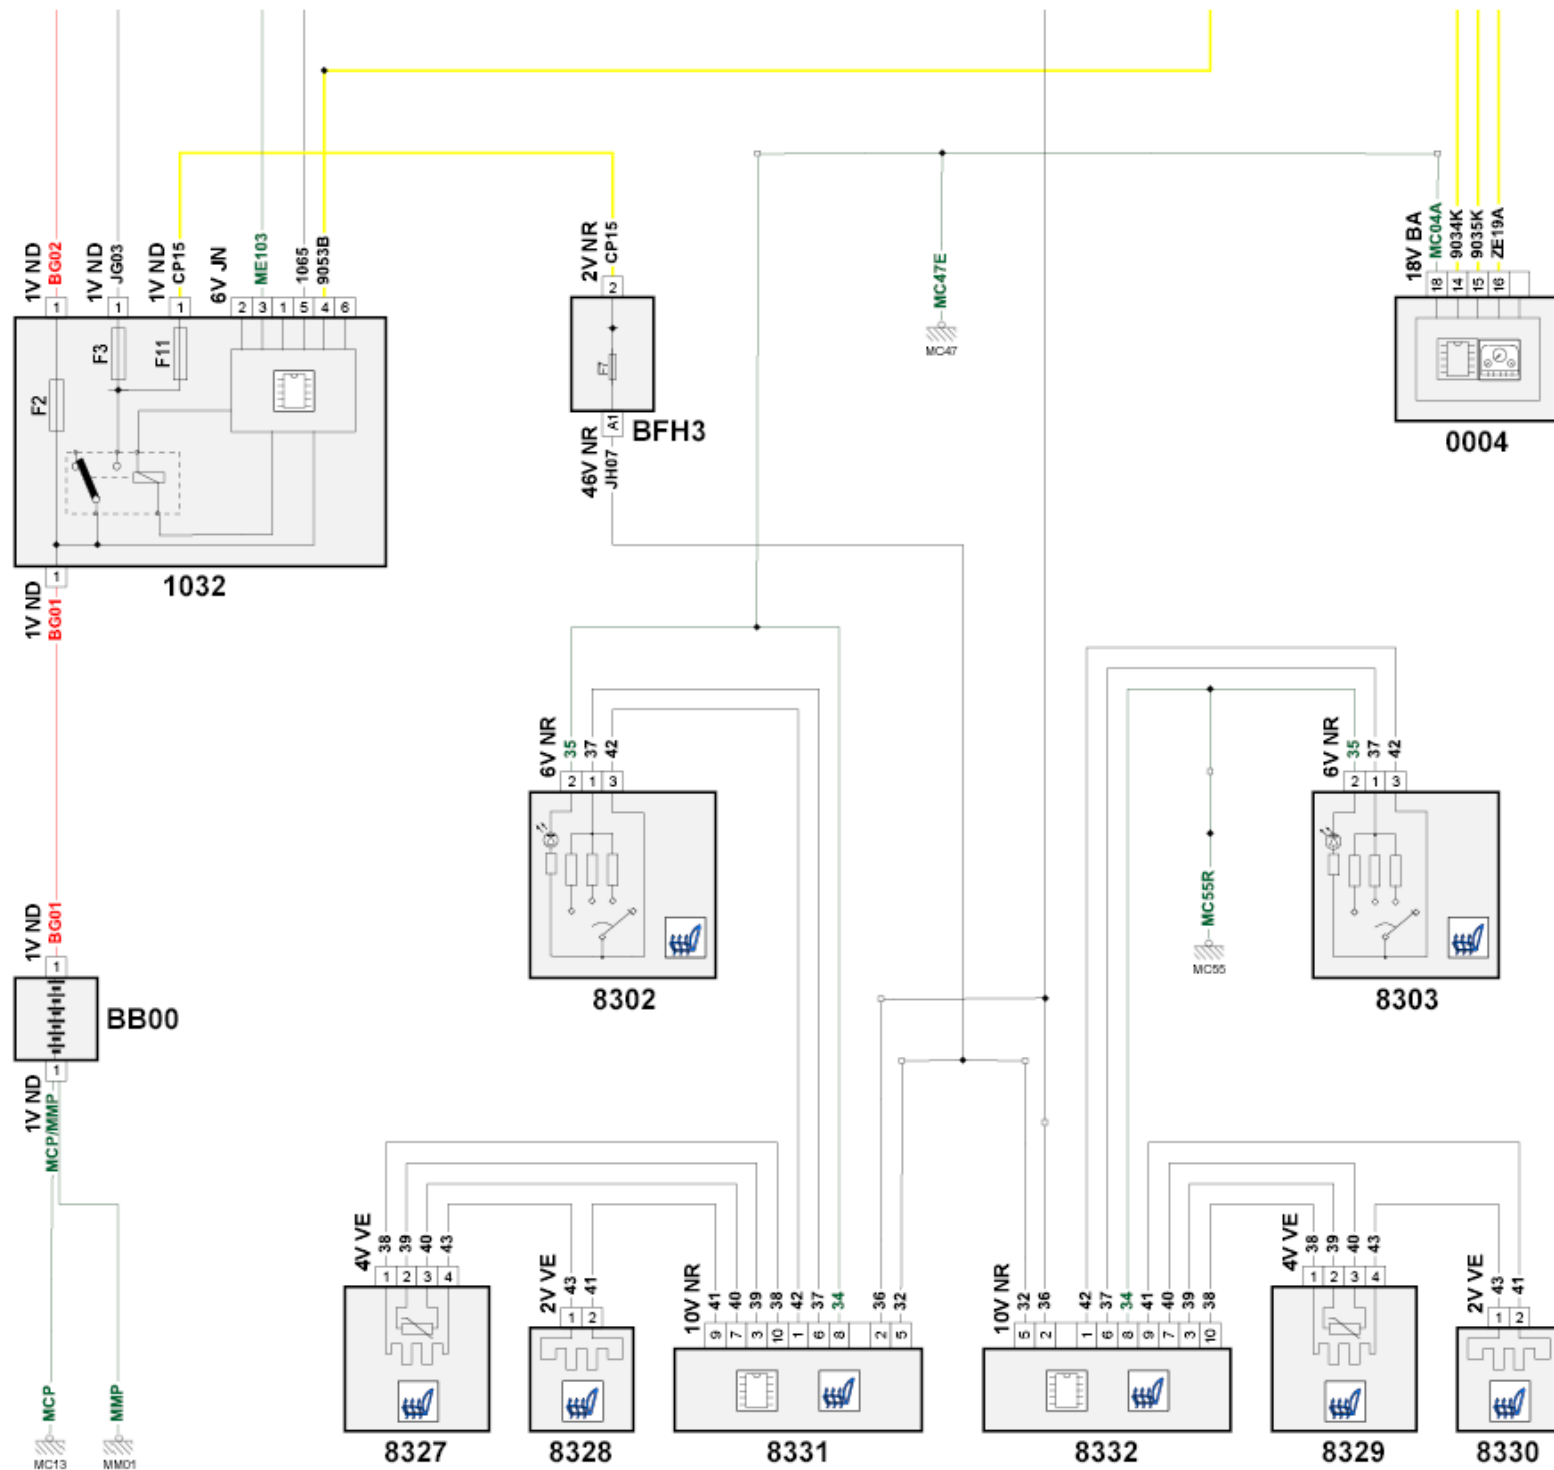 1V ND
BG02
1V ND
JG03
1V ND
CP15
6V JN
ME103
1065
9053B
2V NR
CP15
MC47E
18V BA
MC04A
9034K
9035K
ZE19A
1
1
1
2
3
1
5
4
6
2
18
14
15
16
MC47
F2
F3
F11
F7
A1
BFH3
0004
46V NR
JH07
1
1032
1V ND
BG01
6V NR
35
37
42
6V NR
35
37
42
2
1
3
2
1
3
MC55R
MC55
1V ND
BG01
1
BB00
8302
8303
1
1V ND
MCP/MMP
4V VE
38
39
40
43
2V VE
43
41
10V NR
41
40
39
38
42
37
34
36
32
10V NR
32
36
42
37
34
41
40
39
38
4V VE
38
39
40
43
2V VE
43
41
1
2
3
4
1
2
9
7
3
10
1
6
8
2
5
5
2
1
6
8
9
7
3
10
1
2
3
4
1
2
MCP
MMP
MC13
MM01
8327
8328
8331
8332
8329
8330